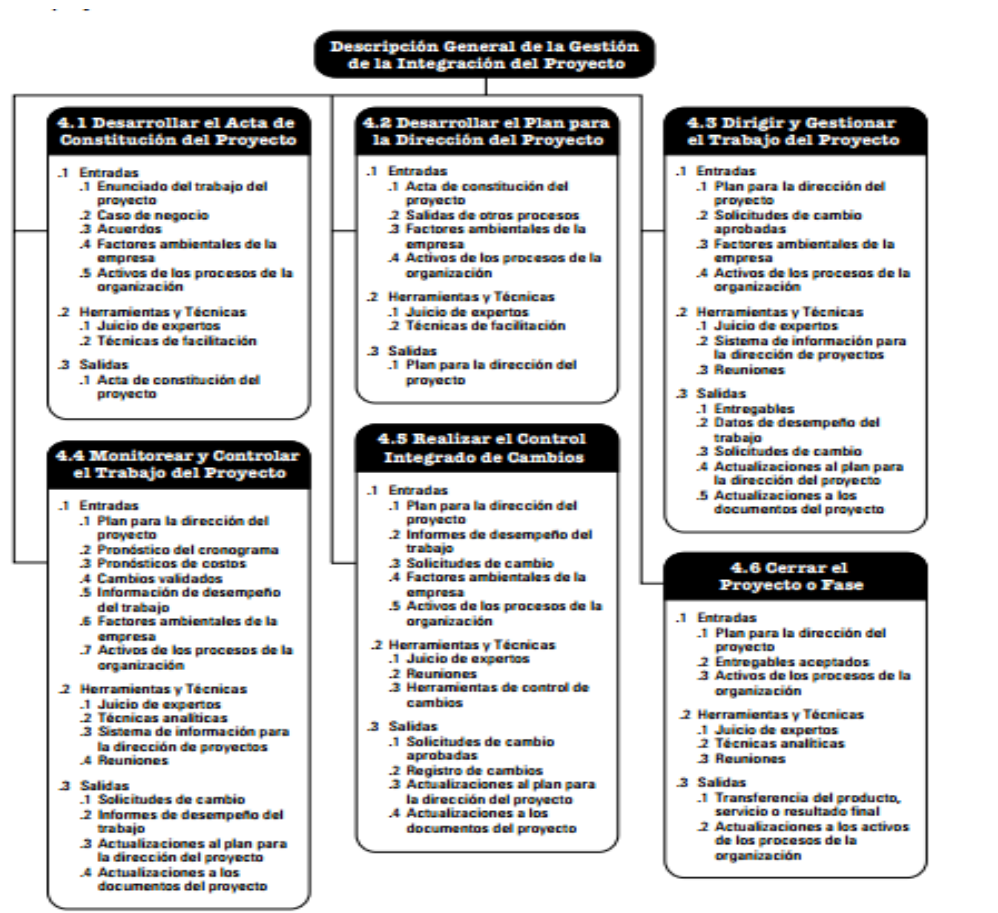 Descripción General de la Gestión
de la Integración del Proyecto
4.1 Desarrollar el Acta de
Constitución del Proyecto
.1 Entradas
.1 Enunciado del trabajo del
proyecto
.2 Caso de negocio
.3 Acuerdos
.4 Factores ambientales de la
empresa
.5 Activos de los procesos de la
organización
.2 Herramientas y Técnicas
.1 Juicio de expertos
.2 Técnicas de facilitación
.3 Salidas
.1 Acta de constitución del
proyecto
4.2 Desarrollar el Plan para
la Dirección del Proyecto
.1 Entradas
.1 Acta de constitución del
proyecto
.2 Salidas de otros procesos
.3 Factores ambientales de la
empresa
.4 Activos de los procesos de la
organización
.2 Herramientas y Técnicas
.1 Juicio de expertos
.2 Técnicas de facilitación
.3 Salidas
.1 Plan para la dirección del
proyecto
4.3 Dirigir y Gestionar
el Trabajo del Proyecto
.1 Entradas
.1 Plan para la dirección del
proyecto
.2 Solicitudes de cambio
aprobadas
.3 Factores ambientales de la
empresa
.4 Activos de los procesos de la
organización
.2 Herramientas y Técnicas
.1 Juicio de expertos
.2 Sistema de información para
la dirección de proyectos
.3 Reuniones
.3 Salidas
.1 Entregables
.2 Datos de desempeño del
trabajo
.3 Solicitudes de cambio
.4 Actualizaciones al plan para
la dirección del proyecto
.5 Actualizaciones a los
documentos del proyecto
4.4 Monitorear y Controlar
el Trabajo del Proyecto
.1 Entradas
.1 Plan para la dirección del
proyecto
.2 Pronóstico del cronograma
.3 Pronósticos de costos
.4 Cambios validados
.5 Información de desempeño
del trabajo
.6 Factores ambientales de la
empresa
.7 Activos de los procesos de la
organización
.2 Herramientas y Técnicas
.1 Juicio de expertos
.2 Técnicas analíticas
.3 Sistema de información para
la dirección de proyectos
.4 Reuniones
.3 Salidas
.1 Solicitudes de cambio
.2 Informes de desempeño del
trabajo
.3 Actualizaciones al plan para
la dirección del proyecto
.4 Actualizaciones a los
documentos del proyecto
4.5 Realizar el Control
Integrado de Cambios
.1 Entradas
.1 Plan para la dirección del
proyecto
.2 Informes de desempeño del
trabajo
.3 Solicitudes de cambio
.4 Factores ambientales de la
empresa
.5 Activos de los procesos de la
organización
.2 Herramientas y Técnicas
.1 Juicio de expertos
.2 Reuniones
.3 Herramientas de control de
cambios
.3 Salidas
.1 Solicitudes de cambio
aprobadas
.2 Registro de cambios
.3 Actualizaciones al plan para
la dirección del proyecto
.4 Actualizaciones a los
documentos del proyecto
4.6 Cerrar el
Proyecto o Fase
.1 Entradas
.1 Plan para la dirección del
proyecto
.2 Entregables aceptados
.3 Activos de los procesos de la
organización
.2 Herramientas y Técnicas
.1 Juicio de expertos
.2 Técnicas analíticas
.3 Reuniones
.3 Salidas
.1 Transferencia del producto,
servicio o resultado final
.2 Actualizaciones a los activos
de los procesos de la
organización